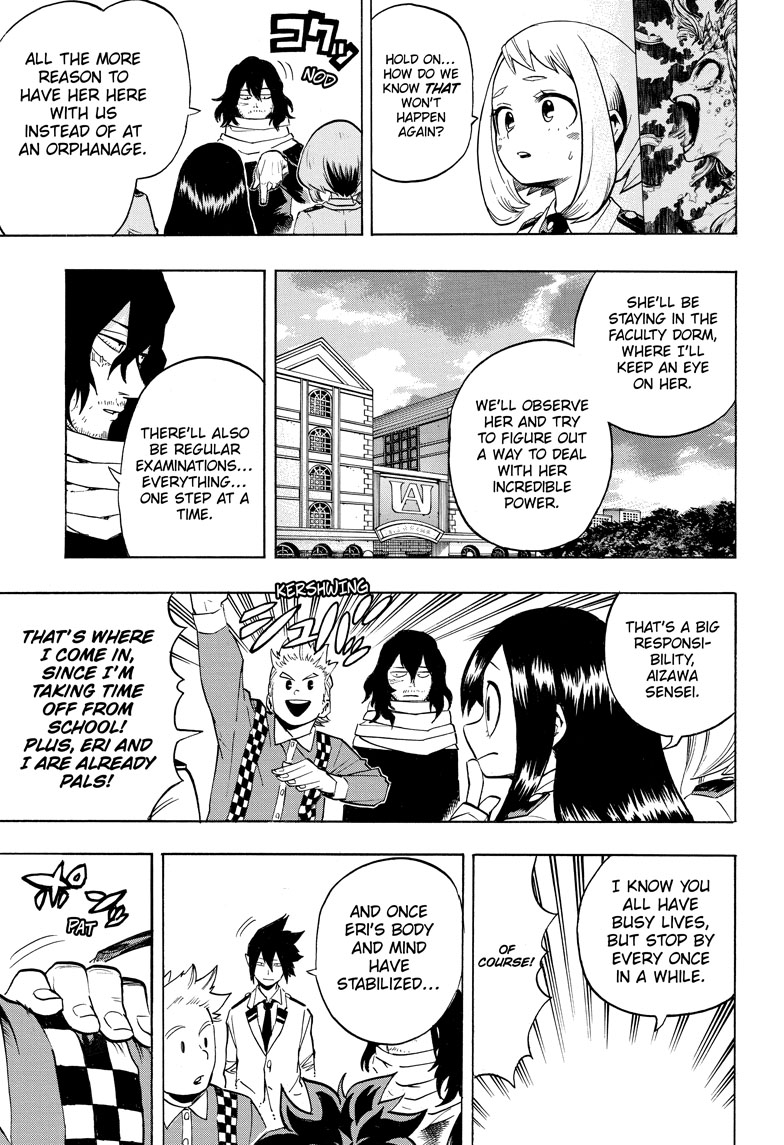 HOLD ON...
HOW DO WE
KNOW THAT
WON'T
HAPPEN
AGAIN?
コクッ
NOD
ALL THE MORE
REASON TO
HAVE HER HERE
WITH US
INSTEAD OF AT
AN ORPHANAGE.
SHE'LL BE
STAYING IN THE
FACULTY DORM,
WHERE I'LL
KEEP AN EYE
ON HER.
WE'LL OBSERVE
HER AND TRY
TO FIGURE OUT
A WAY TO DEAL
WITH HER
INCREDIBLE
POWER.
UA
THERE'LL ALSO
BE REGULAR
EXAMINATIONS...
EVERYTHING...
ONE STEP AT A
TIME.
THAT'S A BIG
RESPONSI-
BILITY,
AIZAWA
SENSEI.
KERSHWING
シュバッ
THAT'S WHERE
I COME IN,
SINCE I'M
TAKING TIME
OFF FROM
SCHOOL!
PLUS, ERI AND
I ARE ALREADY
PALS!
I KNOW YOU
ALL HAVE
BUSY LIVES,
BUT STOP BY
EVERY ONCE
IN A WHILE.
OF
COURSE!
AND ONCE
ERI'S BODY
AND MIND
HAVE
STABILIZED...
PAT